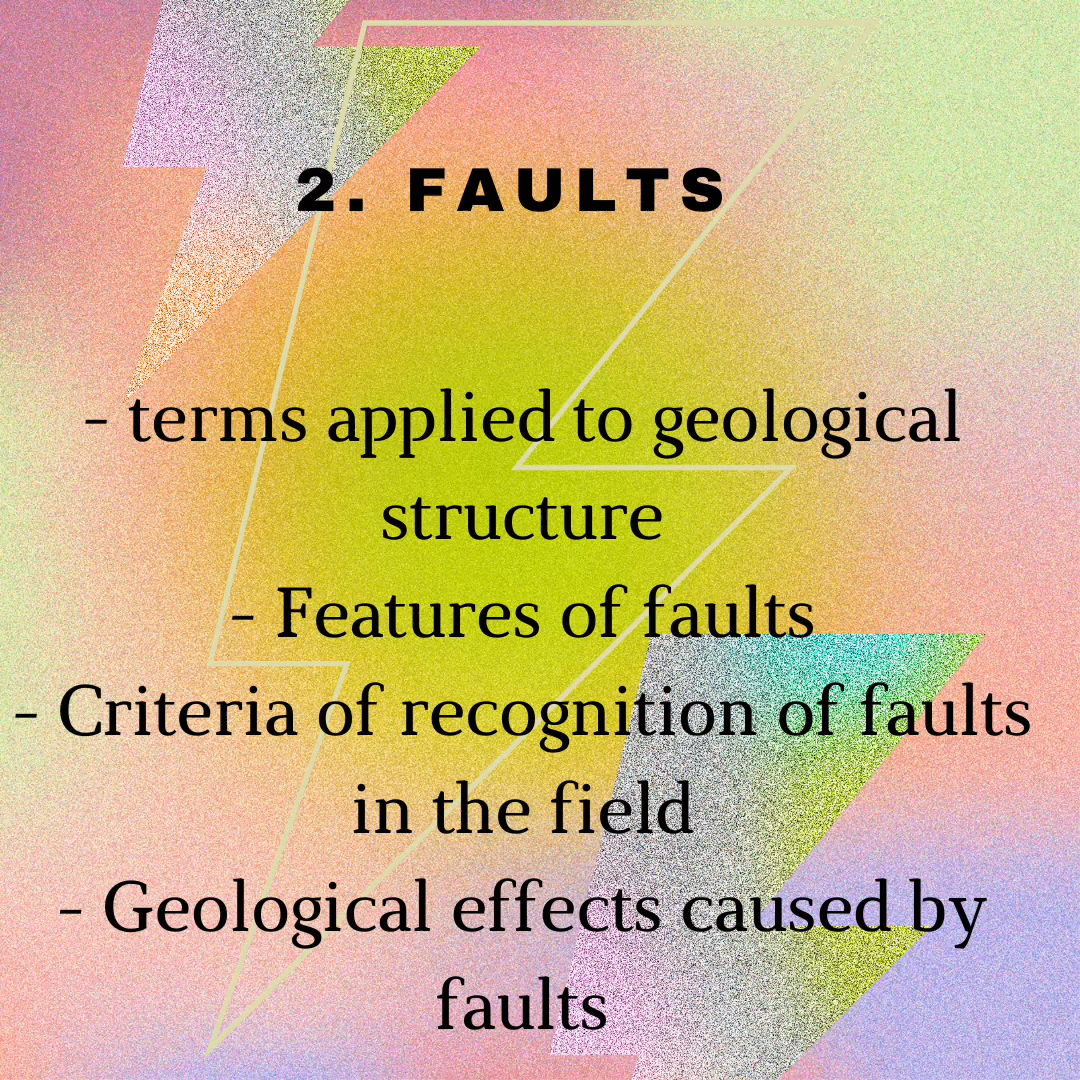 2. FAULTS
- terms applied to geological
structure
- Features of faults
- Criteria of recognition of faults
in the field
- Geological effects caused by
faults